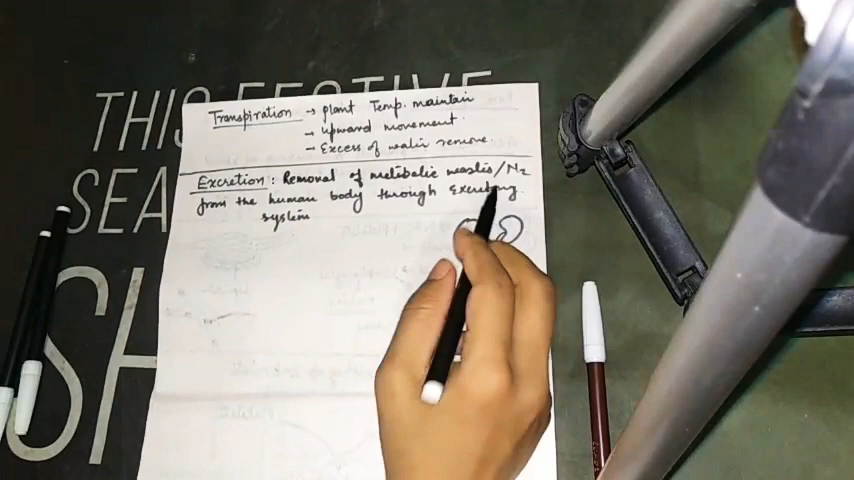 THIS FESTIVE
SEA
SH
Transpiration → plant Temp. maintain
→ upward movement.
→ Excess of water remove.
Excretion : Removal of metibolic wastes/N2
from the human body through Excretory
system